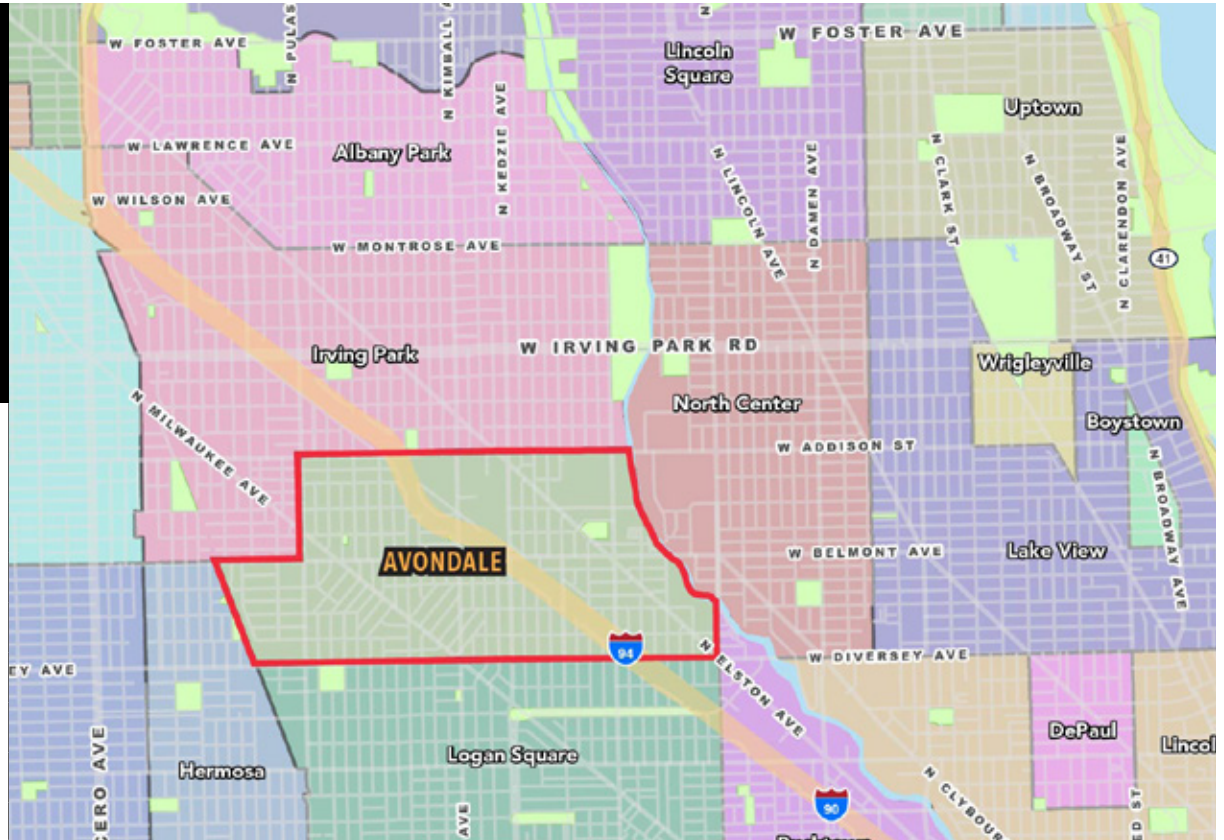 W FOSTER AVE
N PULAS
N KIMBALL A
N
W FOSTER AVE
Lincoln
Square
Uptown
W LAWRENCE AVE
Albany Park
N KEDZIE AVE
N LINCOLN AVE
N DAMEN AVE
N CLARK ST
N BROADWAY ST
N CLARENDON AVE
W WILSON AVE
W MONTROSE AVE
41
Irving Park
W IRVING PARK RD
Wrigleyville
N MILWAUKEE AVE
North Center
Boystown
W ADDISON ST
N BROADWAY AVE
AVONDALE
W BELMONT AVE
Lake View
94
N ELSTON AVE
W DIVERSEY AVE
EY AVE
CERO AVE
Hermosa
Logan Square
DePaul
Lincol
AVE
90
N CLYBOUR
ED ST